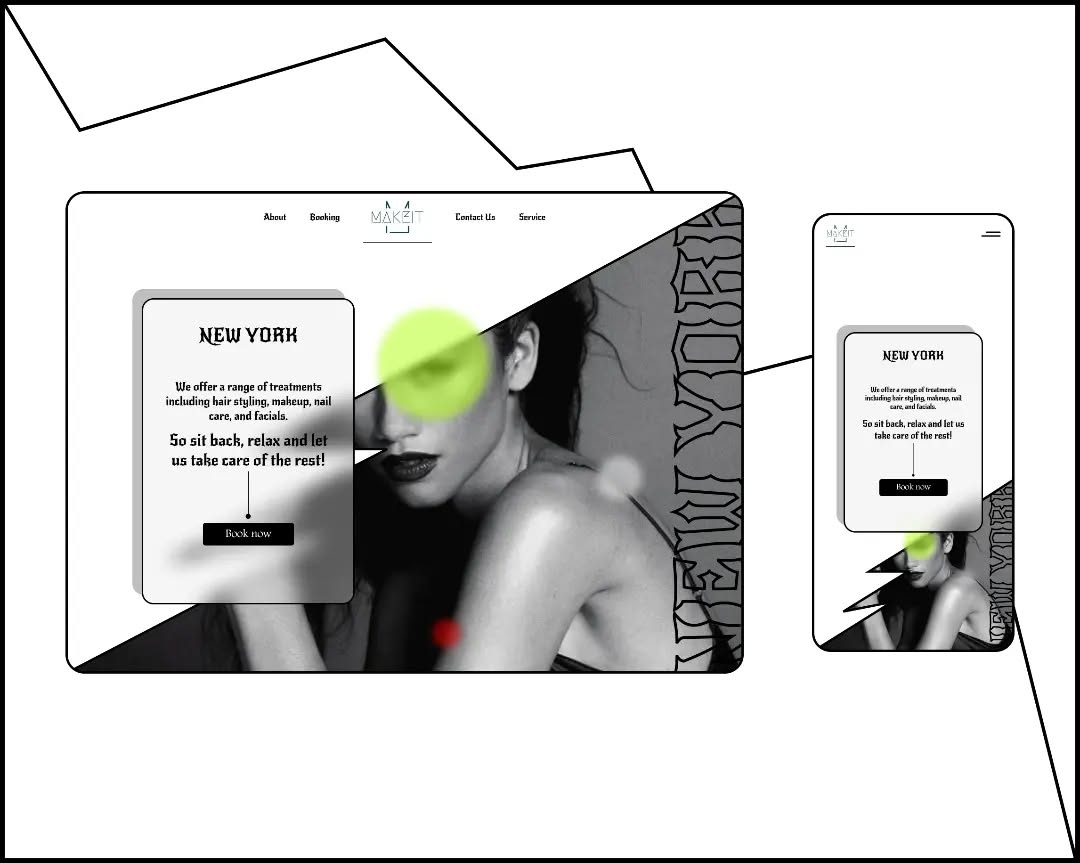 About Booking MAKEIT Contact Us Service
NEW YORK
We offer a range of treatments
including hair styling, makeup, nail
care, and facials.
So sit back, relax and let
us take care of the rest!
Book now
NEW YORK
MAKEIT
NEW YORK
We offer a range of treatments
including hair styling, makeup, nail
care, and facials.
So sit back, relax and let us
take care of the rest!
Book now
NEW YORK